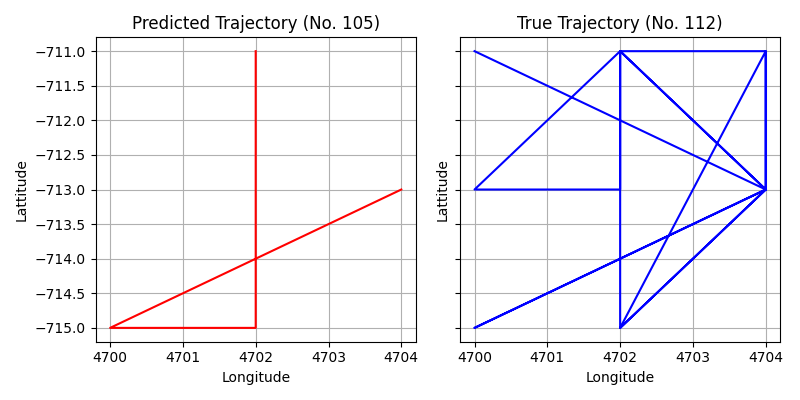 Predicted Trajectory (No. 105)
True Trajectory (No. 112)
−711.0
−711.5
−712.0
−712.5
−713.0
−713.5
−714.0
−714.5
−715.0
Lattitude
Lattitude
4700 4701 4702 4703 4704
4700 4701 4702 4703 4704
Longitude
Longitude